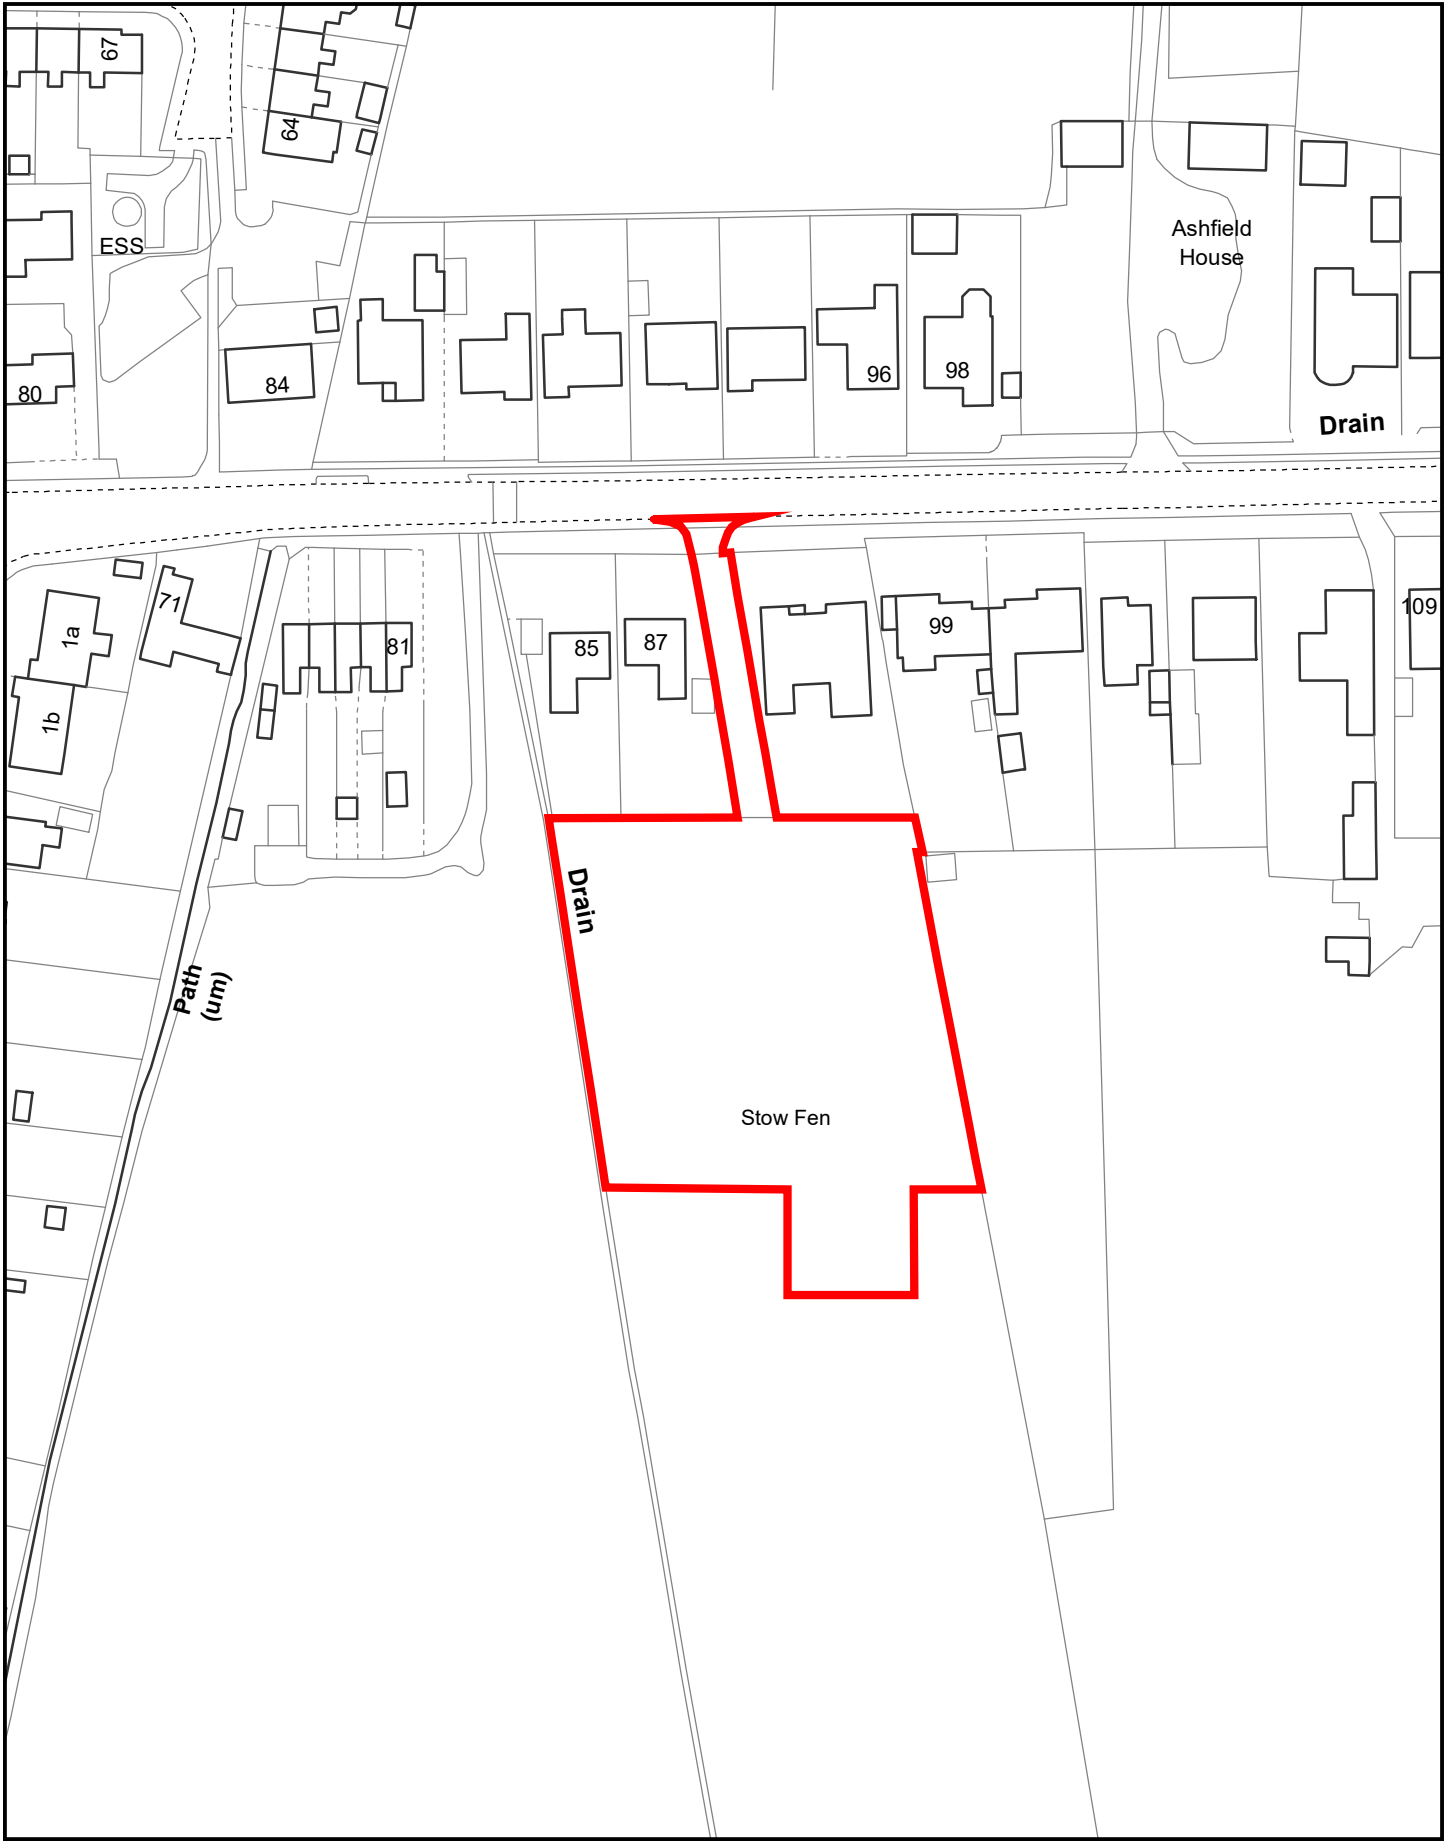 67
64
ESS
Ashfield
House
80
84
96
98
Drain
71
1a
1b
81
85
87
99
109
Drain
Path
(um)
Stow Fen